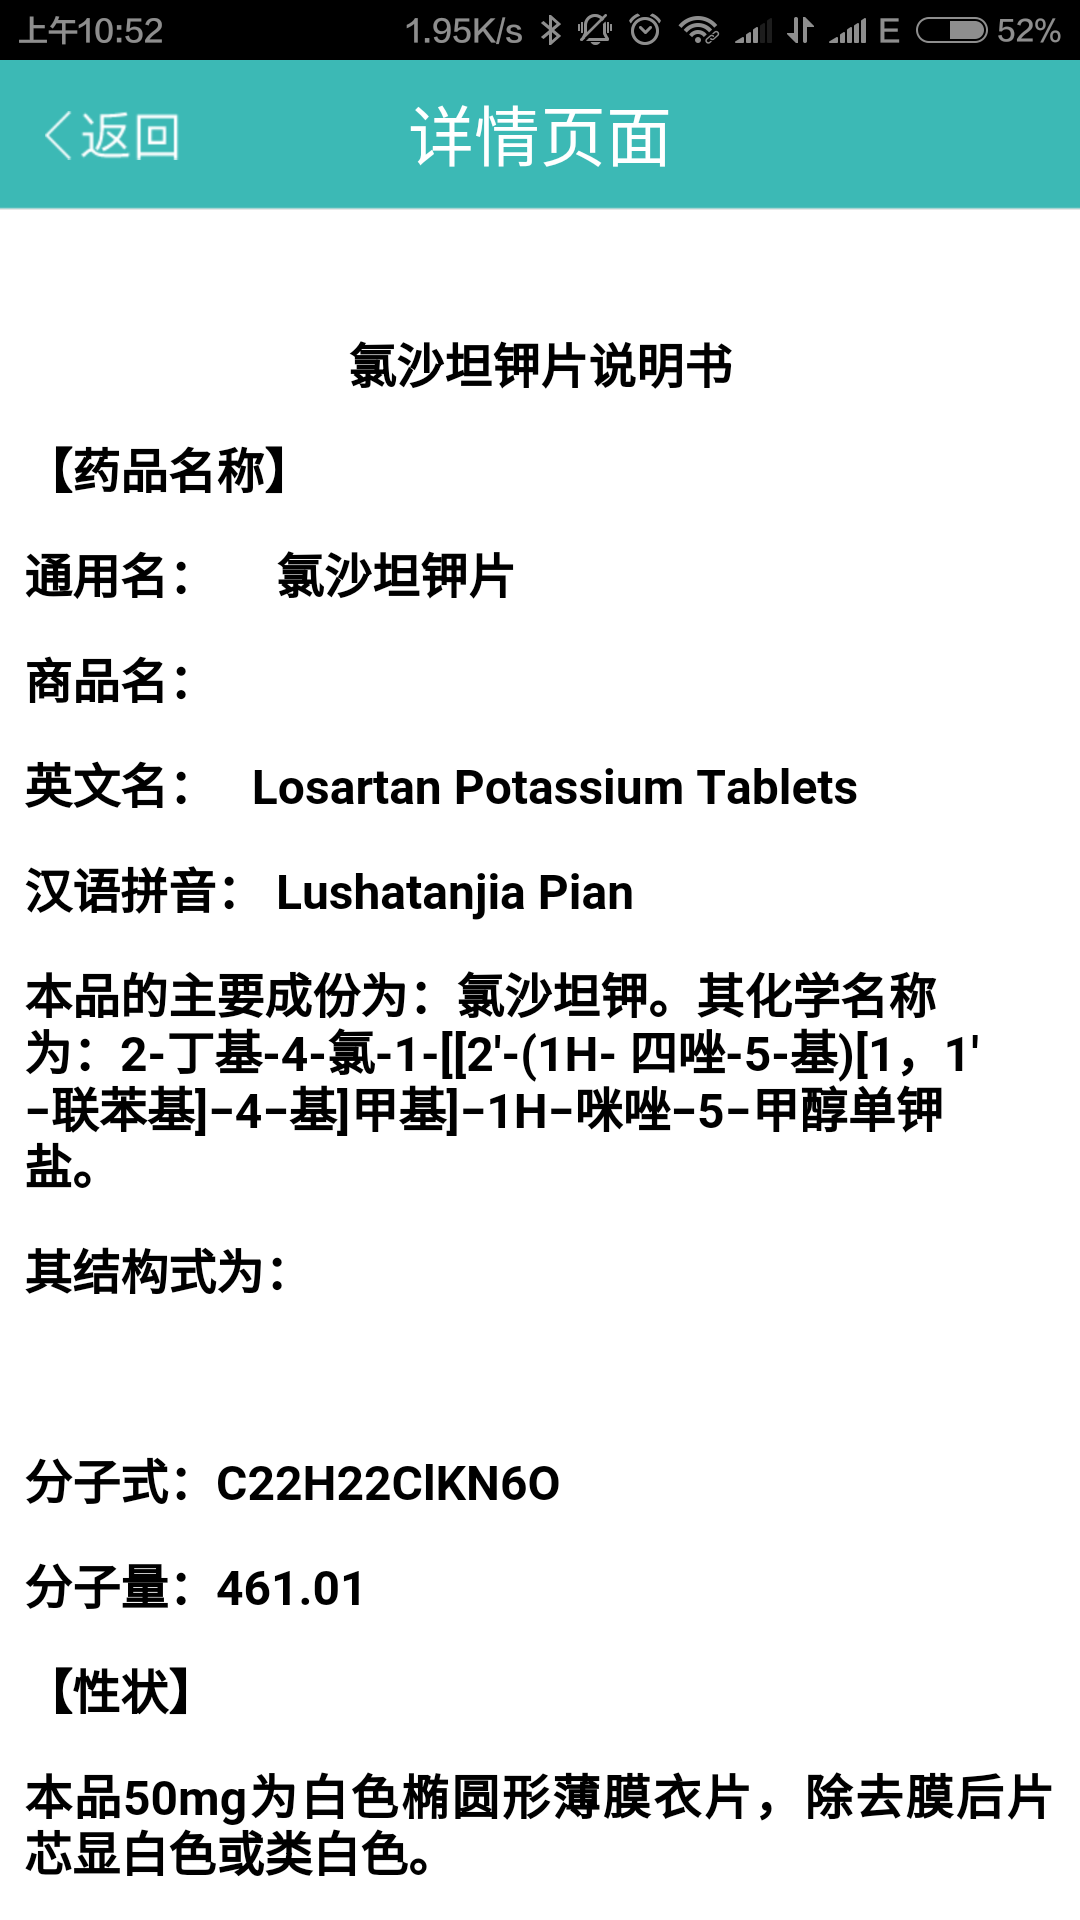 上午10:52 1.95K/s E 52%
返回 详情页面
氯沙坦钾片说明书
【药品名称】
通用名： 氯沙坦钾片
商品名：
英文名： Losartan Potassium Tablets
汉语拼音： Lushatanjia Pian
本品的主要成份为：氯沙坦钾。其化学名称
为：2-丁基-4-氯-1-[[2'-(1H- 四唑-5-基)[1，1'
–联苯基]–4–基]甲基]–1H–咪唑–5–甲醇单钾
盐。
其结构式为：
分子式：C22H22ClKN6O
分子量：461.01
【性状】
本品50mg为白色椭圆形薄膜衣片，除去膜后片
芯显白色或类白色。